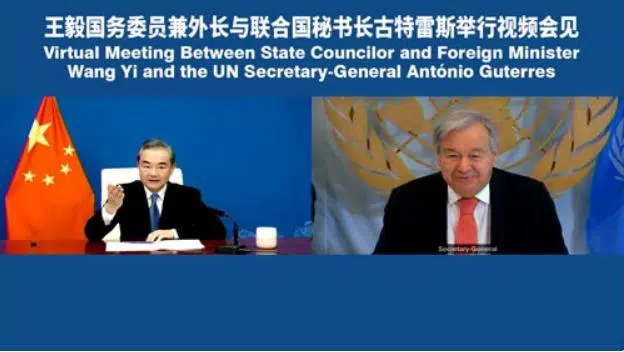 王毅国务委员兼外长与联合国秘书长古特雷斯举行视频会见
Virtual Meeting Between State Councilor and Foreign Minister
Wang Yi and the UN Secretary-General António Guterres
Secretary-General